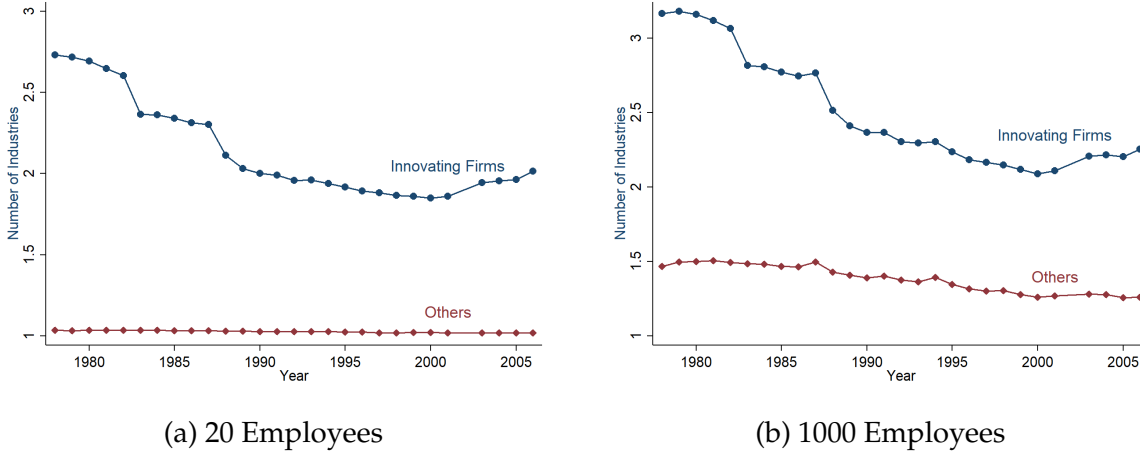 3
2.5
2
1.5
1
Number of Industries
Innovating Firms
Others
1980 1985 1990 1995 2000 2005
Year
(a) 20 Employees
3
2.5
2
1.5
1
Number of Industries
Innovating Firms
Others
1980 1985 1990 1995 2000 2005
Year
(b) 1000 Employees